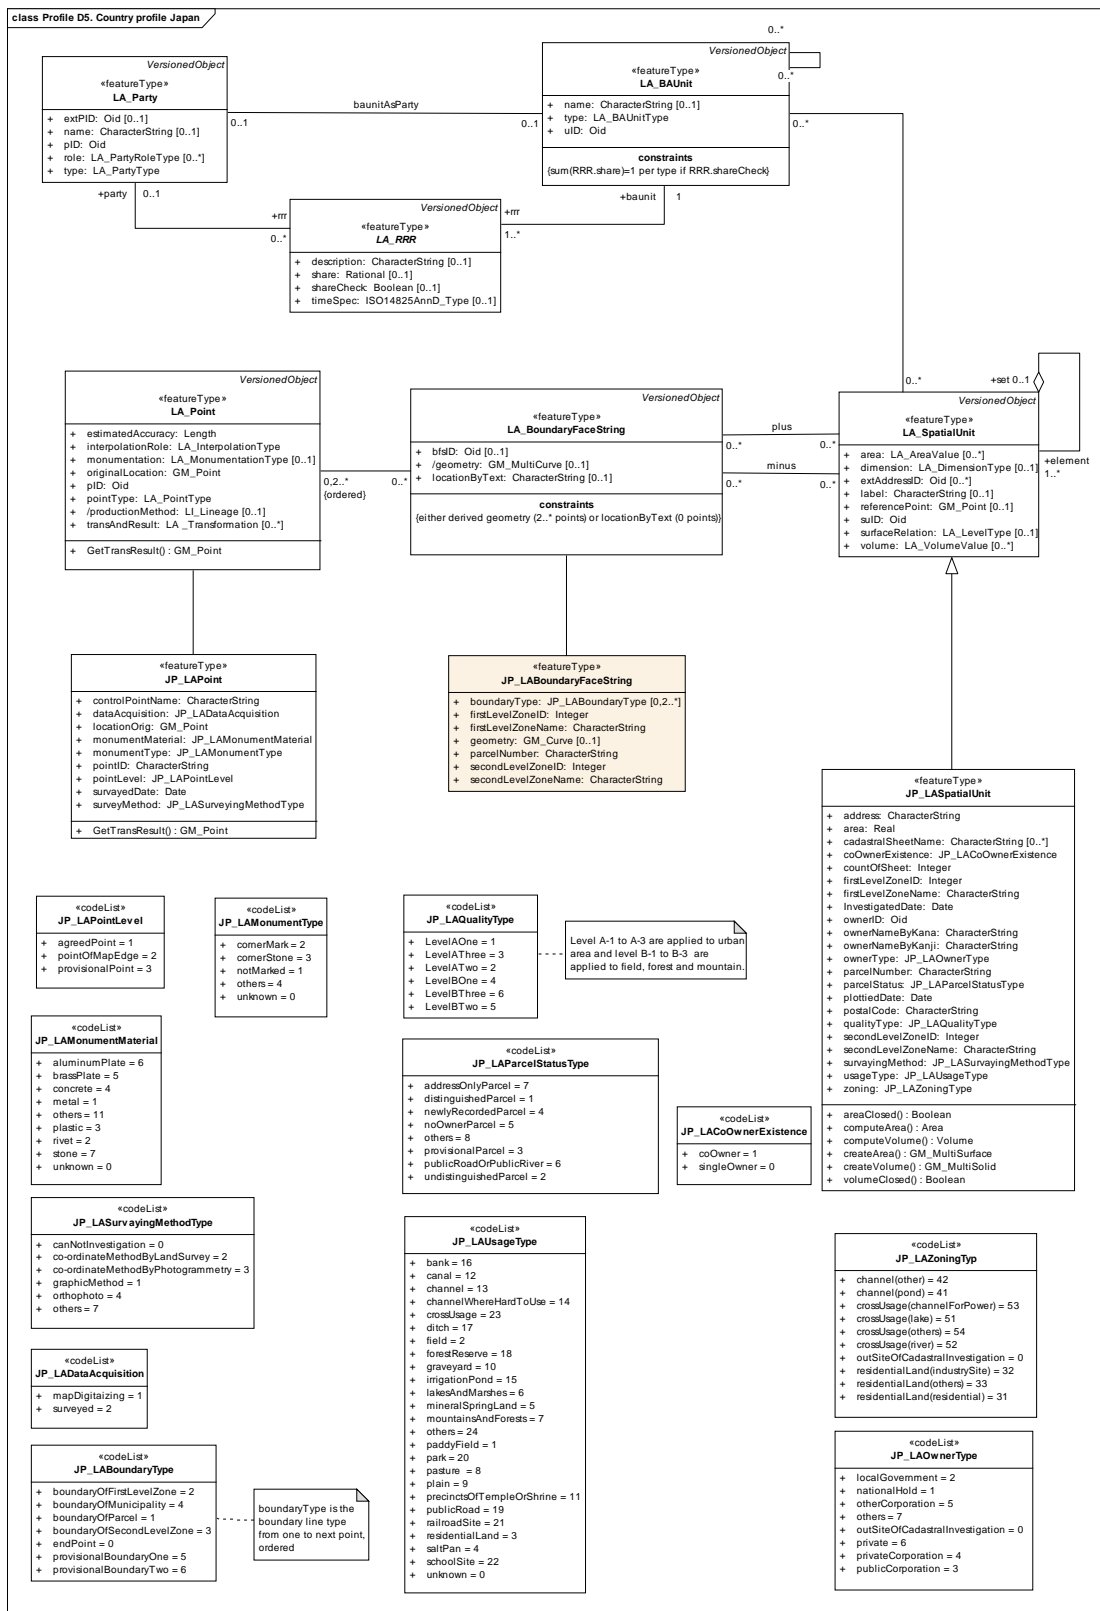 class Profile D5. Country profile Japan
VersionedObject
«featureType»
LA_Party
+ extPID: Oid [0..1]
+ name: CharacterString [0..1]
+ pID: Oid
+ role: LA_PartyRoleType [0..*]
+ type: LA_PartyType
baunitAsParty
0..1
0..1
0..*
0..*
VersionedObject
«featureType»
LA_BAUnit
+ name: CharacterString [0..1]
+ type: LA_BAUnitType
+ uID: Oid
constraints
{sum(RRR.share)=1 per type if RRR.shareCheck}
0..*
+party 0..1
+rrr
0..*
+baunit 1
+rrr
1..*
VersionedObject
«featureType»
LA_RRR
+ description: CharacterString [0..1]
+ share: Rational [0..1]
+ shareCheck: Boolean [0..1]
+ timeSpec: ISO14825AnnD_Type [0..1]
VersionedObject
«featureType»
LA_Point
+ estimatedAccuracy: Length
+ interpolationRole: LA_InterpolationType
+ monumentation: LA_MonumentationType [0..1]
+ originalLocation: GM_Point
+ pID: Oid
+ pointType: LA_PointType
+ /productionMethod: LI_Lineage [0..1]
+ transAndResult: LA _Transformation [0..*]
+ GetTransResult() : GM_Point
0,2..*
{ordered}
0..*
VersionedObject
«featureType»
LA_BoundaryFaceString
+ bfsID: Oid [0..1]
+ /geometry: GM_MultiCurve [0..1]
+ locationByText: CharacterString [0..1]
constraints
{either derived geometry (2..* points) or locationByText (0 points)}
plus
0..*
0..*
minus
0..*
0..*
0..*
+set 0..1
VersionedObject
«featureType»
LA_SpatialUnit
+ area: LA_AreaValue [0..*]
+ dimension: LA_DimensionType [0..1]
+ extAddressID: Oid [0..*]
+ label: CharacterString [0..1]
+ referencePoint: GM_Point [0..1]
+ suID: Oid
+ surfaceRelation: LA_LevelType [0..1]
+ volume: LA_VolumeValue [0..*]
+element
1..*
«featureType»
JP_LAPoint
+ controlPointName: CharacterString
+ dataAcquisition: JP_LADataAcquisition
+ locationOrig: GM_Point
+ monumentMaterial: JP_LAMonumentMaterial
+ monumentType: JP_LAMonumentType
+ pointID: CharacterString
+ pointLevel: JP_LAPointLevel
+ survayedDate: Date
+ surveyMethod: JP_LASurveyingMethodType
+ GetTransResult() : GM_Point
«featureType»
JP_LABoundaryFaceString
+ boundaryType: JP_LABoundaryType [0,2..*]
+ firstLevelZoneID: Integer
+ firstLevelZoneName: CharacterString
+ geometry: GM_Curve [0..1]
+ parcelNumber: CharacterString
+ secondLevelZoneID: Integer
+ secondLevelZoneName: CharacterString
«featureType»
JP_LASpatialUnit
+ address: CharacterString
+ area: Real
+ cadastralSheetName: CharacterString [0..*]
+ coOwnerExistence: JP_LACoOwnerExistence
+ countOfSheet: Integer
+ firstLevelZoneID: Integer
+ firstLevelZoneName: CharacterString
+ InvestigatedDate: Date
+ ownerID: Oid
+ ownerNameByKana: CharacterString
+ ownerNameByKanji: CharacterString
+ ownerType: JP_LAOwnerType
+ parcelNumber: CharacterString
+ parcelStatus: JP_LAParcelStatusType
+ plottiedDate: Date
+ postalCode: CharacterString
+ qualityType: JP_LAQualityType
+ secondLevelZoneID: Integer
+ secondLevelZoneName: CharacterString
+ survayingMethod: JP_LASurvayingMethodType
+ usageType: JP_LAUsageType
+ zoning: JP_LAZoningType
+ areaClosed() : Boolean
+ computeArea() : Area
+ computeVolume() : Volume
+ createArea() : GM_MultiSurface
+ createVolume() : GM_MultiSolid
+ volumeClosed() : Boolean
«codeList»
JP_LAPointLevel
+ agreedPoint = 1
+ pointOfMapEdge = 2
+ provisionalPoint = 3
«codeList»
JP_LAMonumentType
+ cornerMark = 2
+ cornerStone = 3
+ notMarked = 1
+ others = 4
+ unknown = 0
«codeList»
JP_LAQualityType
+ LevelAOne = 1
+ LevelAThree = 3
+ LevelATwo = 2
+ LevelBOne = 4
+ LevelBThree = 6
+ LevelBTwo = 5
Level A-1 to A-3 are applied to urban
area and level B-1 to B-3 are
applied to field, forest and mountain.
«codeList»
JP_LAMonumentMaterial
+ aluminumPlate = 6
+ brassPlate = 5
+ concrete = 4
+ metal = 1
+ others = 11
+ plastic = 3
+ rivet = 2
+ stone = 7
+ unknown = 0
«codeList»
JP_LAParcelStatusType
+ addressOnlyParcel = 7
+ distinguishedParcel = 1
+ newlyRecordedParcel = 4
+ noOwnerParcel = 5
+ others = 8
+ provisionalParcel = 3
+ publicRoadOrPublicRiver = 6
+ undistinguishedParcel = 2
«codeList»
JP_LACoOwnerExistence
+ coOwner = 1
+ singleOwner = 0
«codeList»
JP_LASurvayingMethodType
+ canNotInvestigation = 0
+ co-ordinateMethodByLandSurvey = 2
+ co-ordinateMethodByPhotogrammetry = 3
+ graphicMethod = 1
+ orthophoto = 4
+ others = 7
«codeList»
JP_LAUsageType
+ bank = 16
+ canal = 12
+ channel = 13
+ channelWhereHardToUse = 14
+ crossUsage = 23
+ ditch = 17
+ field = 2
+ forestReserve = 18
+ graveyard = 10
+ irrigationPond = 15
+ lakesAndMarshes = 6
+ mineralSpringLand = 5
+ mountainsAndForests = 7
+ others = 24
+ paddyField = 1
+ park = 20
+ pasture = 8
+ plain = 9
+ precinctsOfTempleOrShrine = 11
+ publicRoad = 19
+ railroadSite = 21
+ residentialLand = 3
+ saltPan = 4
+ schoolSite = 22
+ unknown = 0
«codeList»
JP_LAZoningTyp
+ channel(other) = 42
+ channel(pond) = 41
+ crossUsage(channelForPower) = 53
+ crossUsage(lake) = 51
+ crossUsage(others) = 54
+ crossUsage(river) = 52
+ outSiteOfCadastralInvestigation = 0
+ residentialLand(industrySite) = 32
+ residentialLand(others) = 33
+ residentialLand(residential) = 31
«codeList»
JP_LADataAcquisition
+ mapDigitaizing = 1
+ surveyed = 2
«codeList»
JP_LABoundaryType
+ boundaryOfFirstLevelZone = 2
+ boundaryOfMunicipality = 4
+ boundaryOfParcel = 1
+ boundaryOfSecondLevelZone = 3
+ endPoint = 0
+ provisionalBoundaryOne = 5
+ provisionalBoundaryTwo = 6
boundaryType is the
boundary line type
from one to next point,
ordered
«codeList»
JP_LAOwnerType
+ localGovernment = 2
+ nationalHold = 1
+ otherCorporation = 5
+ others = 7
+ outSiteOfCadastralInvestigation = 0
+ private = 6
+ privateCorporation = 4
+ publicCorporation = 3